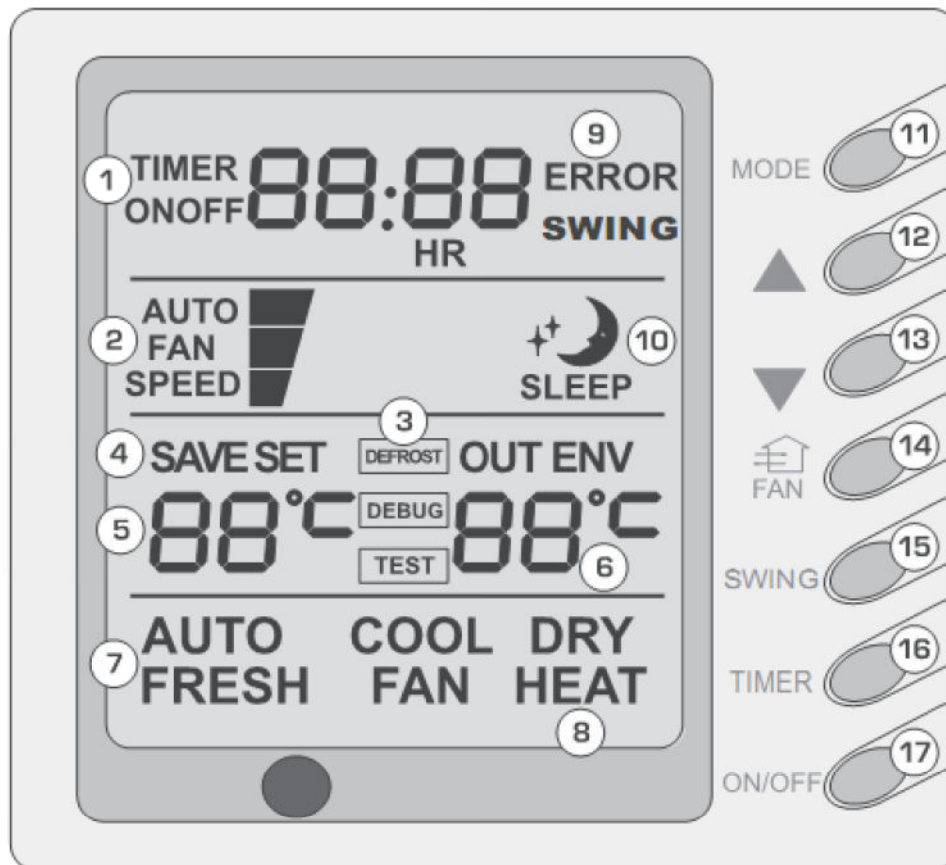 1 TIMER 88:88 9
ONOFF ERROR
SWING
HR
2 AUTO
FAN
SPEED
10
SLEEP
3
4 SAVE SET DEFROST OUT ENV
5 88°C DEBUG 88°C
TEST 6
7 AUTO COOL DRY
FRESH FAN HEAT
8
MODE 11
12
13
14
FAN
SWING 15
TIMER 16
ON/OFF 17